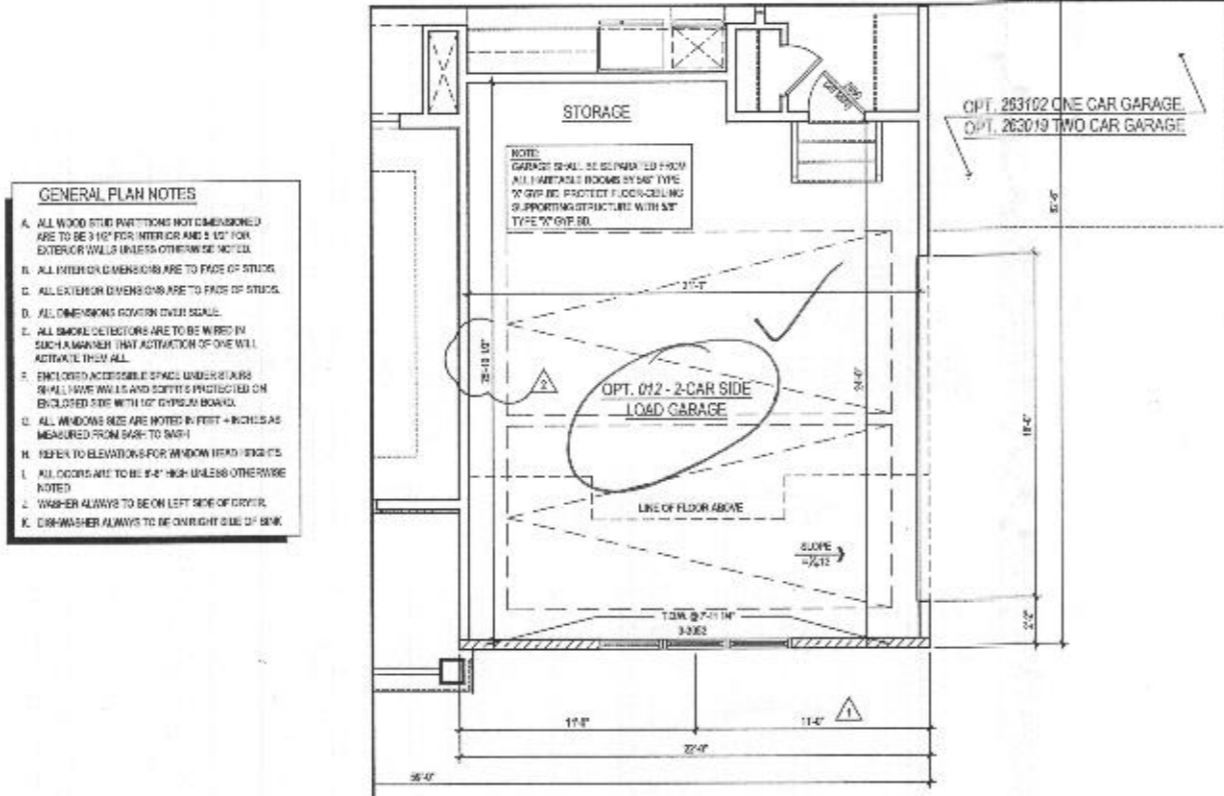 GENERAL PLAN NOTES
A. ALL WOOD STUD PARTITIONS NOT DIMENSIONED
ARE TO BE 3 1/2" FOR INTERIOR AND 5 1/2" FOR
EXTERIOR WALLS UNLESS OTHERWISE NOTED.
B. ALL INTERIOR DIMENSIONS ARE TO FACE OF STUDS.
C. ALL EXTERIOR DIMENSIONS ARE TO FACE OF STUDS.
D. ALL DIMENSIONS GOVERN OVER SCALE.
E. ALL SMOKE DETECTORS ARE TO BE WIRED IN
SUCH A MANNER THAT ACTIVATION OF ONE WILL
ACTIVATE THEM ALL.
F. ENCLOSED ACCESSIBLE SPACE UNDER STAIRS
SHALL HAVE WALLS AND SOFFITS PROTECTED ON
ENCLOSED SIDE WITH 1/2" GYPSUM BOARD.
G. ALL WINDOWS SIZE ARE NOTED IN FEET + INCHES AS
MEASURED FROM SASH TO SASH
H. REFER TO ELEVATIONS FOR WINDOW HEAD HEIGHTS
I. ALL DOORS ARE TO BE HIGH UNLESS OTHERWISE
NOTED
J. WASHER ALWAYS TO BE ON LEFT SIDE OF DRYER.
K. DISHWASHER ALWAYS TO BE ON RIGHT SIDE OF SINK
STORAGE
NOTE:
GARAGE SHALL BE SEPARATED FROM
ALL HABITABLE ROOMS BY 5/8" TYPE
"X" GYP. BD. PROTECT FLOOR-CEILING
SUPPORTING STRUCTURE WITH 5/8"
TYPE "X" GYP. BD.
OPT. 263102 ONE CAR GARAGE.
OPT. 263019 TWO CAR GARAGE
2
OPT. 012 - 2-CAR SIDE
LOAD GARAGE
LINE OF FLOOR ABOVE
SLOPE
T.O.W. @ 7'-11 1/4"
11'-0"
11'-0"
1
22'-0"